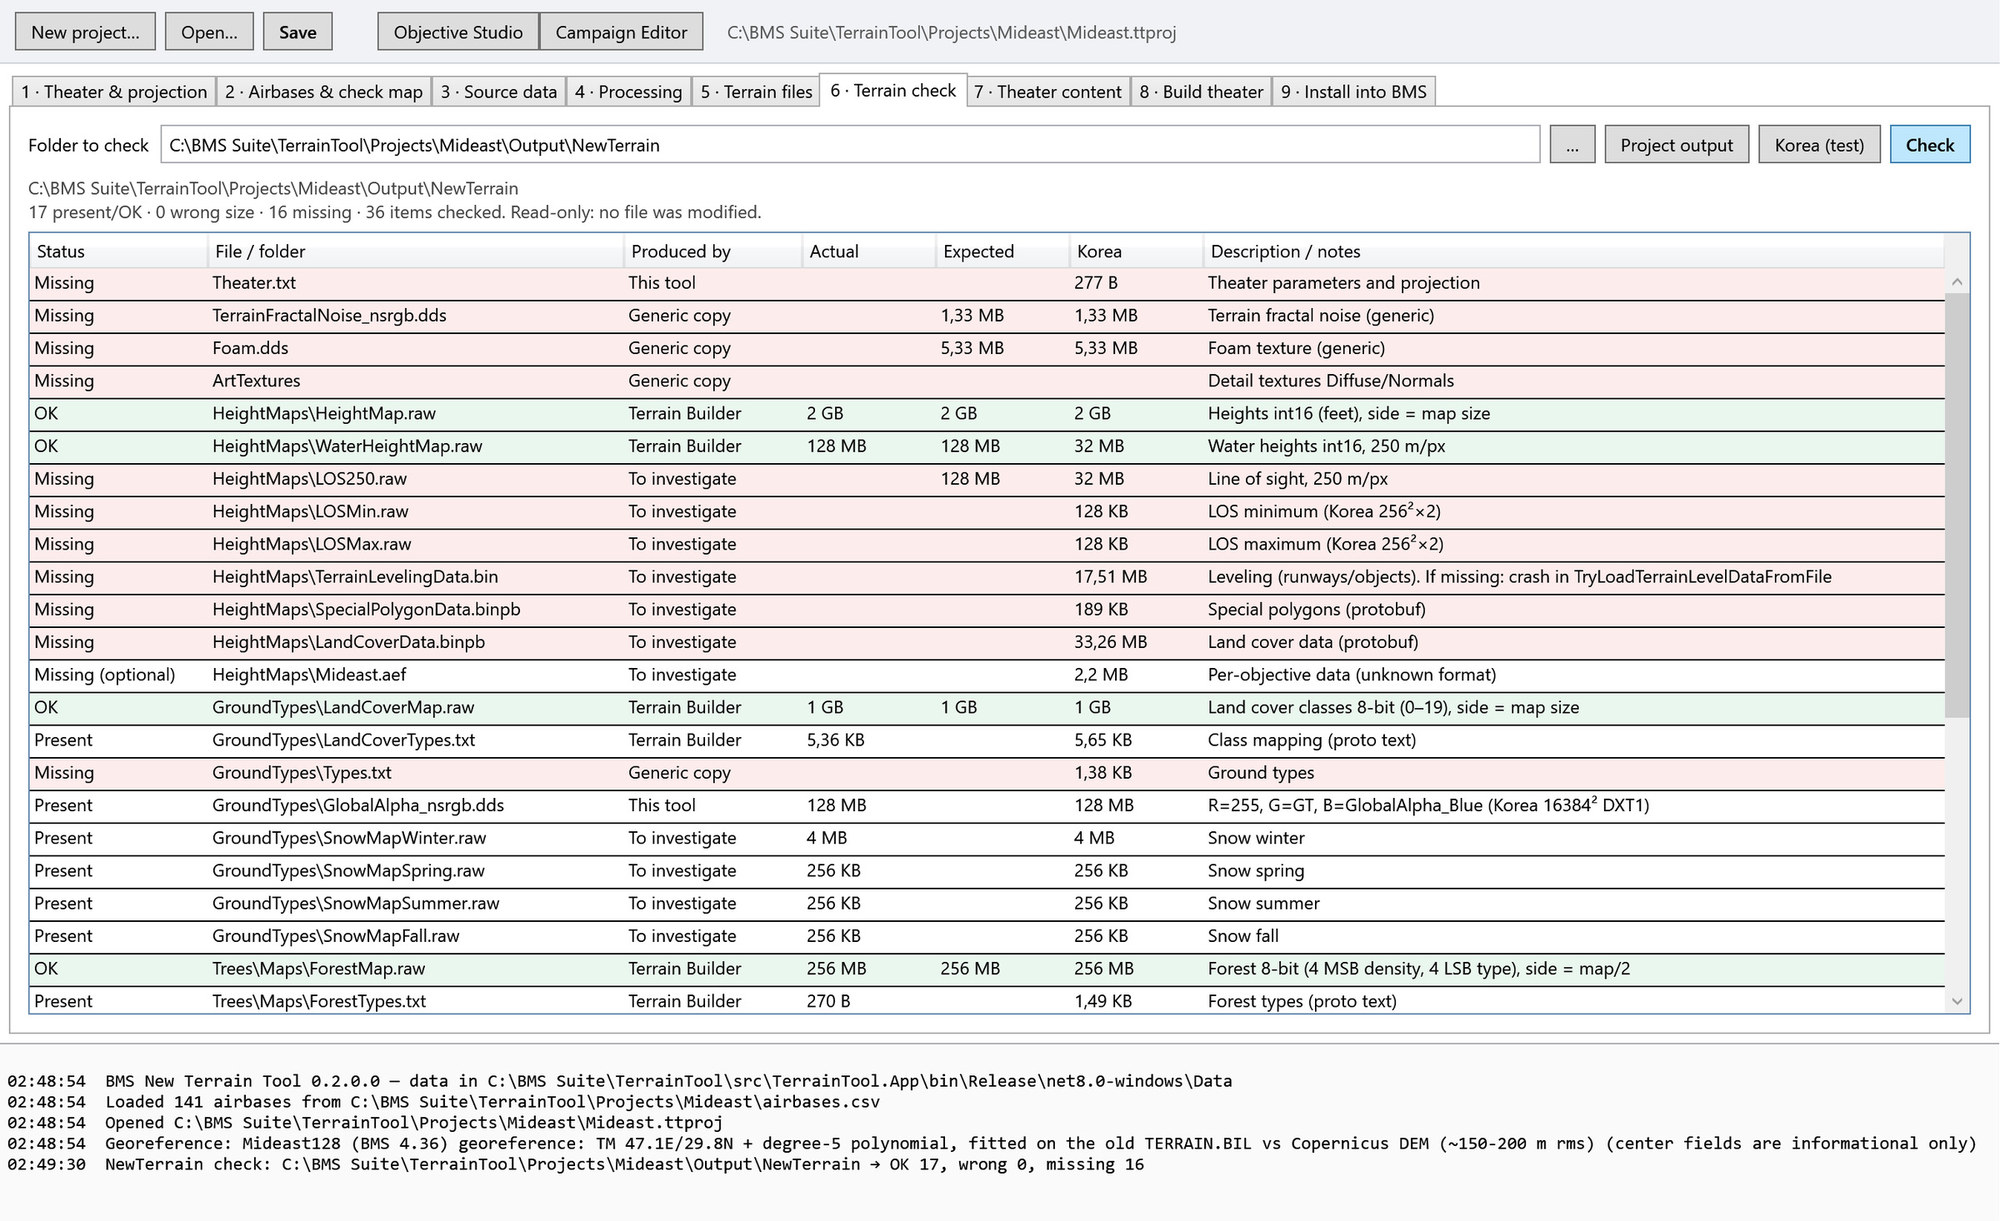 New project... Open... Save Objective Studio Campaign Editor C:\BMS Suite\TerrainTool\Projects\Mideast\Mideast.ttproj
1 · Theater & projection 2 · Airbases & check map 3 · Source data 4 · Processing 5 · Terrain files 6 · Terrain check 7 · Theater content 8 · Build theater 9 · Install into BMS
Folder to check C:\BMS Suite\TerrainTool\Projects\Mideast\Output\NewTerrain ... Project output Korea (test) Check
C:\BMS Suite\TerrainTool\Projects\Mideast\Output\NewTerrain
17 present/OK · 0 wrong size · 16 missing · 36 items checked. Read-only: no file was modified.
Status File / folder Produced by Actual Expected Korea Description / notes
Missing Theater.txt This tool 277 B Theater parameters and projection
Missing TerrainFractalNoise_nsrgb.dds Generic copy 1,33 MB 1,33 MB Terrain fractal noise (generic)
Missing Foam.dds Generic copy 5,33 MB 5,33 MB Foam texture (generic)
Missing ArtTextures Generic copy Detail textures Diffuse/Normals
OK HeightMaps\HeightMap.raw Terrain Builder 2 GB 2 GB 2 GB Heights int16 (feet), side = map size
OK HeightMaps\WaterHeightMap.raw Terrain Builder 128 MB 128 MB 32 MB Water heights int16, 250 m/px
Missing HeightMaps\LOS250.raw To investigate 128 MB 32 MB Line of sight, 250 m/px
Missing HeightMaps\LOSMin.raw To investigate 128 KB LOS minimum (Korea 256²×2)
Missing HeightMaps\LOSMax.raw To investigate 128 KB LOS maximum (Korea 256²×2)
Missing HeightMaps\TerrainLevelingData.bin To investigate 17,51 MB Leveling (runways/objects). If missing: crash in TryLoadTerrainLevelDataFromFile
Missing HeightMaps\SpecialPolygonData.binpb To investigate 189 KB Special polygons (protobuf)
Missing HeightMaps\LandCoverData.binpb To investigate 33,26 MB Land cover data (protobuf)
Missing (optional) HeightMaps\Mideast.aef To investigate 2,2 MB Per-objective data (unknown format)
OK GroundTypes\LandCoverMap.raw Terrain Builder 1 GB 1 GB 1 GB Land cover classes 8-bit (0–19), side = map size
Present GroundTypes\LandCoverTypes.txt Terrain Builder 5,36 KB 5,65 KB Class mapping (proto text)
Missing GroundTypes\Types.txt Generic copy 1,38 KB Ground types
Present GroundTypes\GlobalAlpha_nsrgb.dds This tool 128 MB 128 MB R=255, G=GT, B=GlobalAlpha_Blue (Korea 16384² DXT1)
Present GroundTypes\SnowMapWinter.raw To investigate 4 MB 4 MB Snow winter
Present GroundTypes\SnowMapSpring.raw To investigate 256 KB 256 KB Snow spring
Present GroundTypes\SnowMapSummer.raw To investigate 256 KB 256 KB Snow summer
Present GroundTypes\SnowMapFall.raw To investigate 256 KB 256 KB Snow fall
OK Trees\Maps\ForestMap.raw Terrain Builder 256 MB 256 MB 256 MB Forest 8-bit (4 MSB density, 4 LSB type), side = map/2
Present Trees\Maps\ForestTypes.txt Terrain Builder 270 B 1,49 KB Forest types (proto text)
02:48:54 BMS New Terrain Tool 0.2.0.0 — data in C:\BMS Suite\TerrainTool\src\TerrainTool.App\bin\Release\net8.0-windows\Data
02:48:54 Loaded 141 airbases from C:\BMS Suite\TerrainTool\Projects\Mideast\airbases.csv
02:48:54 Opened C:\BMS Suite\TerrainTool\Projects\Mideast\Mideast.ttproj
02:48:54 Georeference: Mideast128 (BMS 4.36) georeference: TM 47.1E/29.8N + degree-5 polynomial, fitted on the old TERRAIN.BIL vs Copernicus DEM (~150-200 m rms) (center fields are informational only)
02:49:30 NewTerrain check: C:\BMS Suite\TerrainTool\Projects\Mideast\Output\NewTerrain → OK 17, wrong 0, missing 16